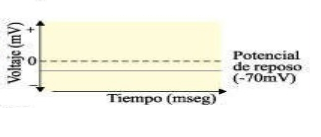 Voltaje (mV)
+
0
–
Potencial
de reposo
(-70mV)
Tiempo (mseg)